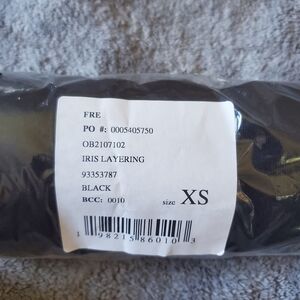 FRE
PO #: 0005405750
OB2107102
IRIS LAYERING
93353787
BLACK
BCC: 0010 size XS
1 98215 86010 3